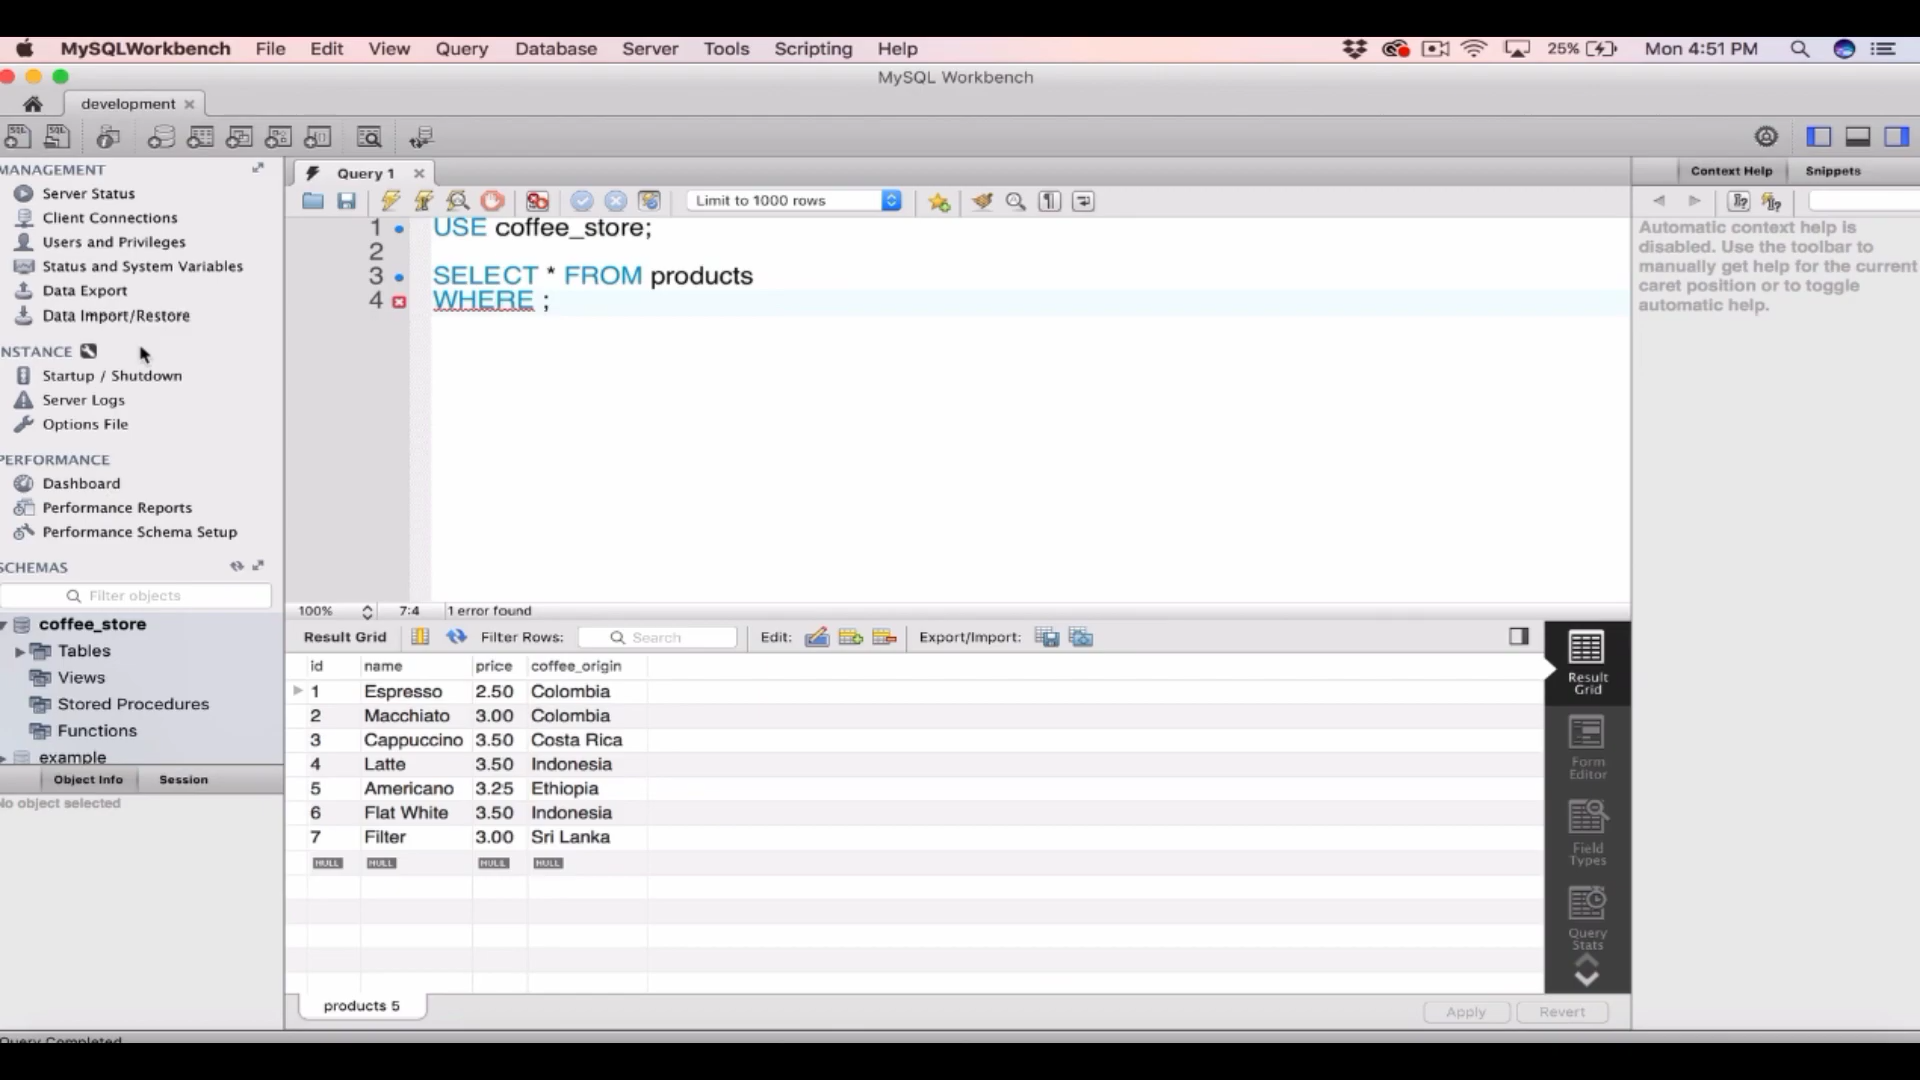 MySQLWorkbench File Edit View Query Database Server Tools Scripting Help 25% Mon 4:51 PM
MySQL Workbench
development
MANAGEMENT
Server Status
Client Connections
Users and Privileges
Status and System Variables
Data Export
Data Import/Restore
NSTANCE
Startup / Shutdown
Server Logs
Options File
PERFORMANCE
Dashboard
Performance Reports
Performance Schema Setup
SCHEMAS
Filter objects
coffee_store
Tables
Views
Stored Procedures
Functions
example
Object Info Session
No object selected
Query 1
Limit to 1000 rows
1 USE coffee_store;
2
3 SELECT * FROM products
4 WHERE ;
100% 7:4 1 error found
Result Grid Filter Rows: Search Edit: Export/Import:
id name price coffee_origin
1 Espresso 2.50 Colombia
2 Macchiato 3.00 Colombia
3 Cappuccino 3.50 Costa Rica
4 Latte 3.50 Indonesia
5 Americano 3.25 Ethiopia
6 Flat White 3.50 Indonesia
7 Filter 3.00 Sri Lanka
NULL NULL NULL NULL
products 5
Apply Revert
Result
Grid
Form
Editor
Field
Types
Query
Stats
Context Help Snippets
Automatic context help is
disabled. Use the toolbar to
manually get help for the current
caret position or to toggle
automatic help.
Query Completed